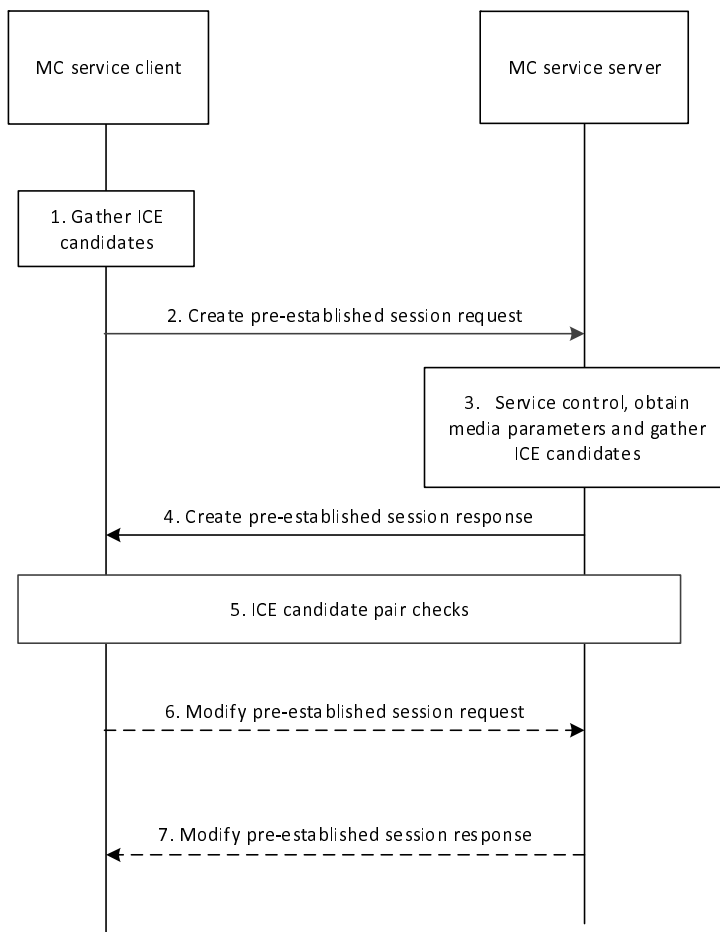 MC service client
MC service server
1. Gather ICE
candidates
2. Create pre-established session request
3. Service control, obtain
media parameters and gather
ICE candidates
4. Create pre-established session response
5. ICE candidate pair checks
6. Modify pre-established session request
7. Modify pre-established session response